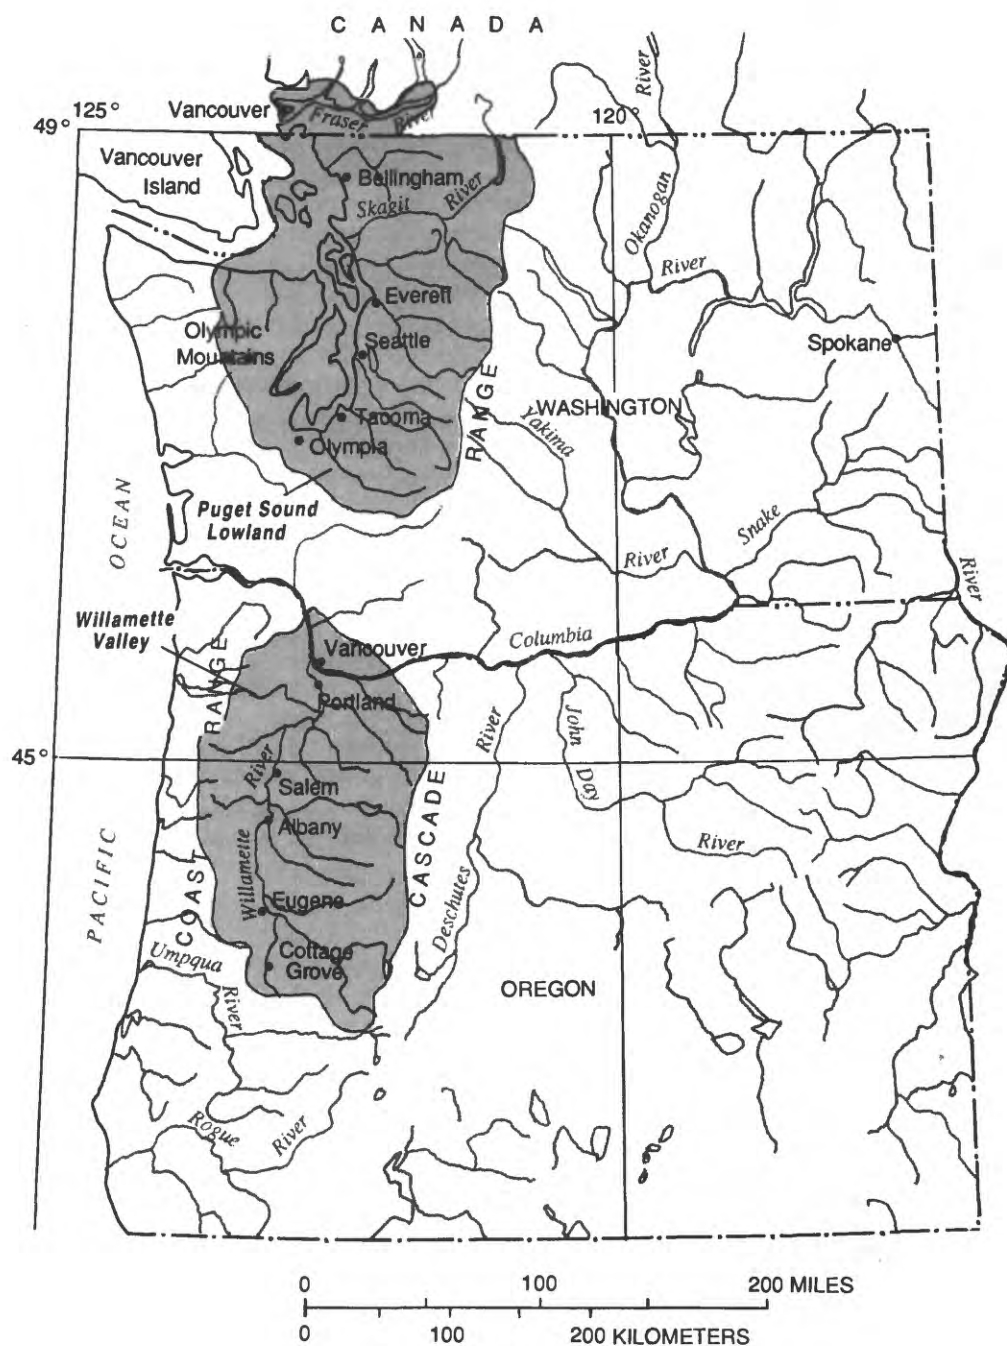 CANADA
Vancouver
Fraser River
River
49° 125° 120°
Vancouver
Island
Bellingham
Skagit River
Okanogan
River
Everett
Olympic
Mountains
Seattle
Spokane
RANGE
WASHINGTON
Tacoma
Yakima
Olympia
Puget Sound
Lowland
OCEAN
Snake
River
River
Willamette
Valley
Vancouver
Columbia
RANGE
Portland
River
John
45°
River
Salem
Day
CASCADE
Albany
River
PACIFIC
COAST
Willamette
Eugene
Deschutes
Umpqua
Cottage
Grove
River
OREGON
Rogue
River
0 100 200 MILES
0 100 200 KILOMETERS